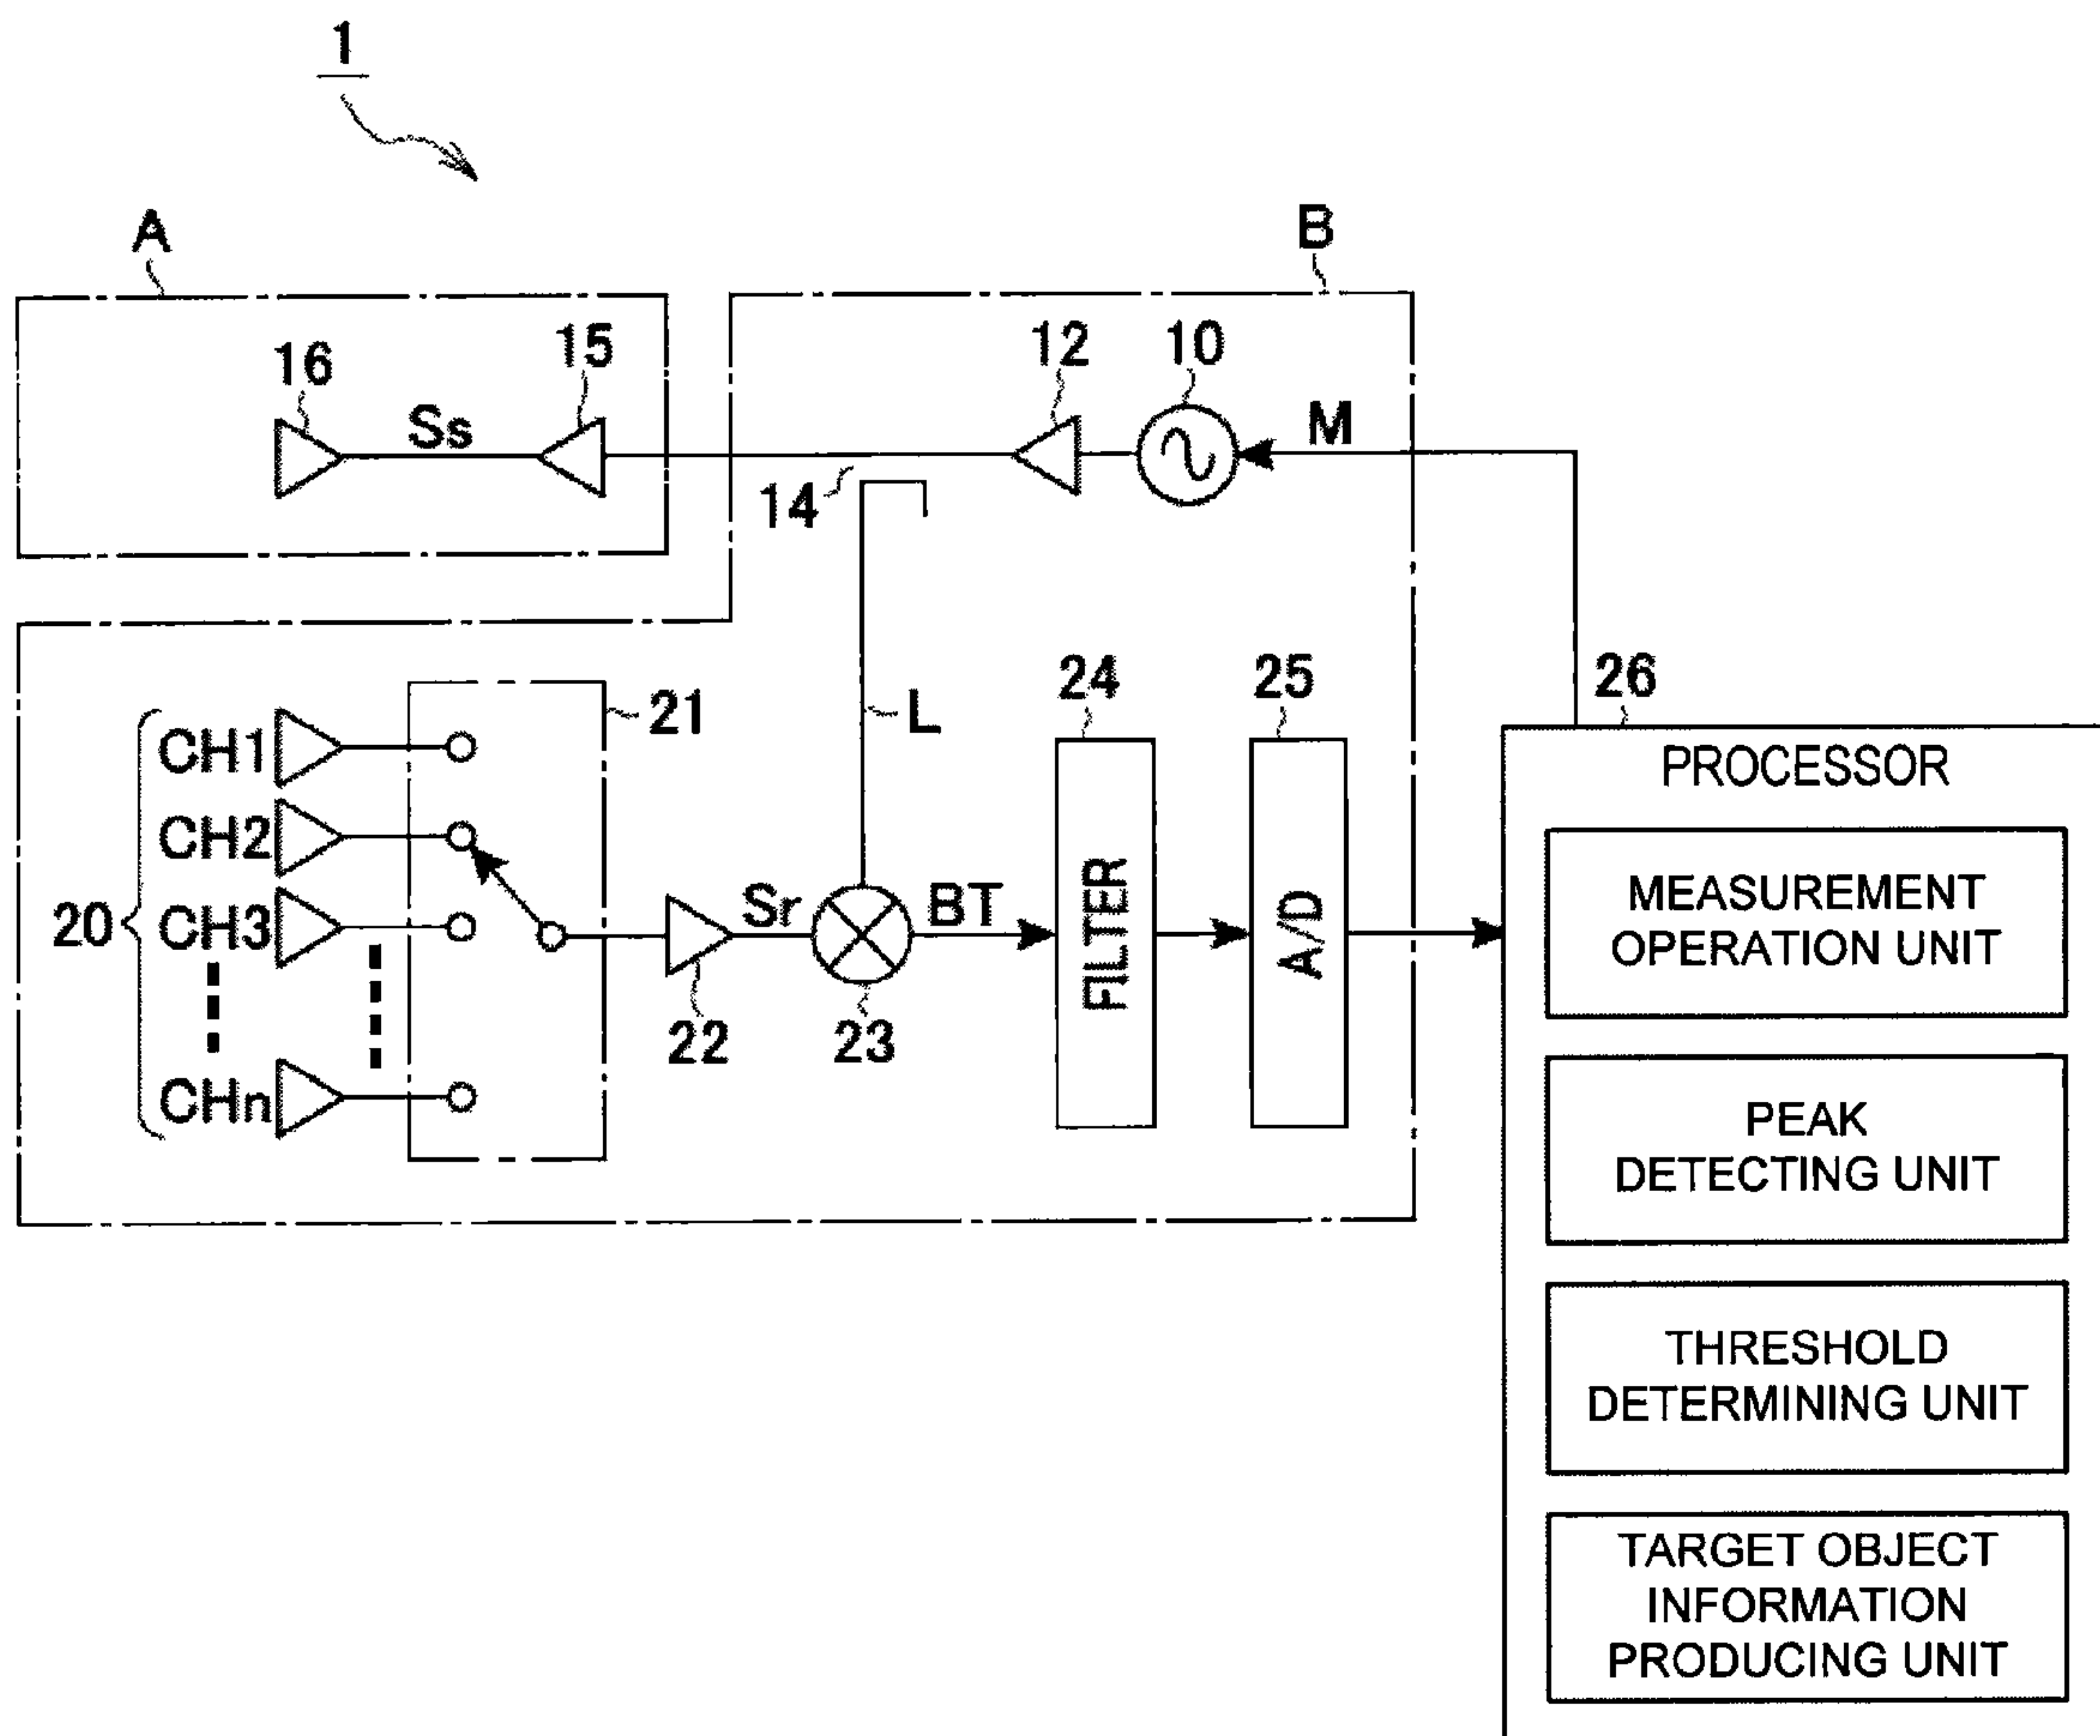 1
A
B
16
Ss
15
12
10
M
14
L
24
25
26
21
CH1
CH2
20
CH3
CHn
22
Sr
23
BT
FILTER
A/D
PROCESSOR
MEASUREMENT
OPERATION UNIT
PEAK
DETECTING UNIT
THRESHOLD
DETERMINING UNIT
TARGET OBJECT
INFORMATION
PRODUCING UNIT